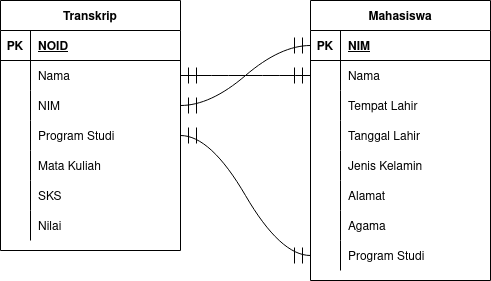 Transkrip
PK NOID
Nama
NIM
Program Studi
Mata Kuliah
SKS
Nilai
Mahasiswa
PK NIM
Nama
Tempat Lahir
Tanggal Lahir
Jenis Kelamin
Alamat
Agama
Program Studi